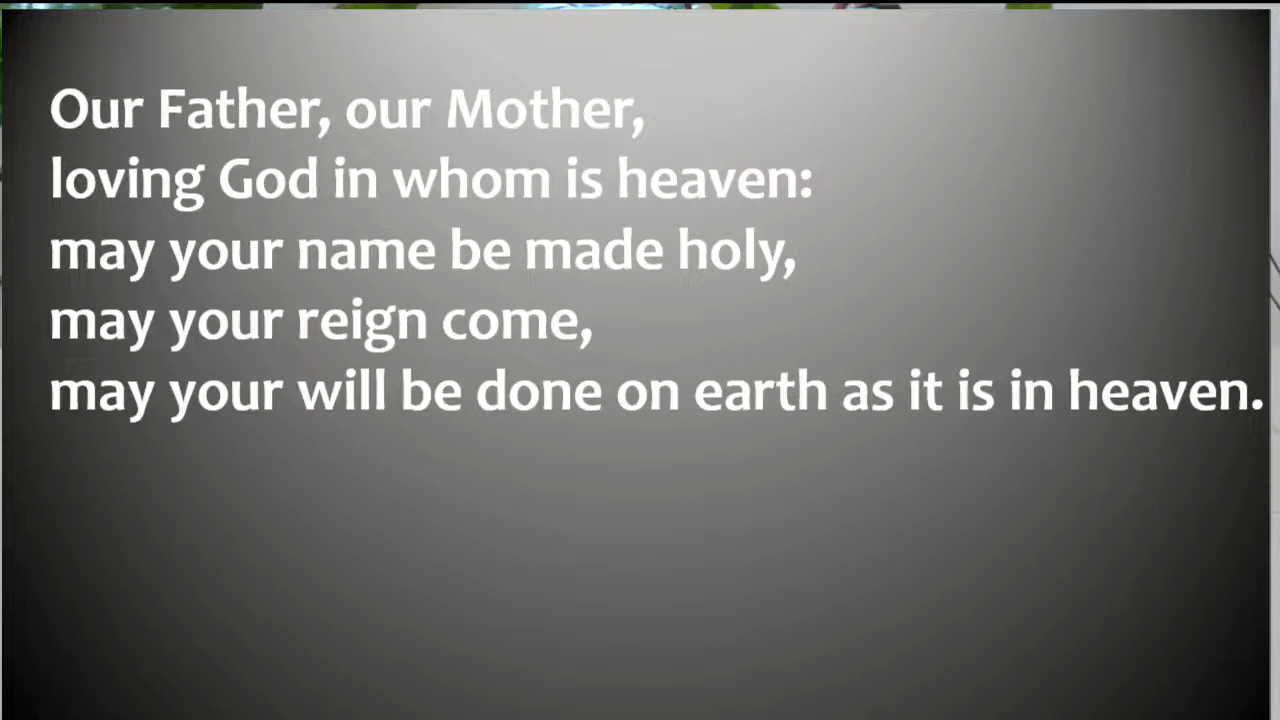 Our Father, our Mother,
loving God in whom is heaven:
may your name be made holy,
may your reign come,
may your will be done on earth as it is in heaven.